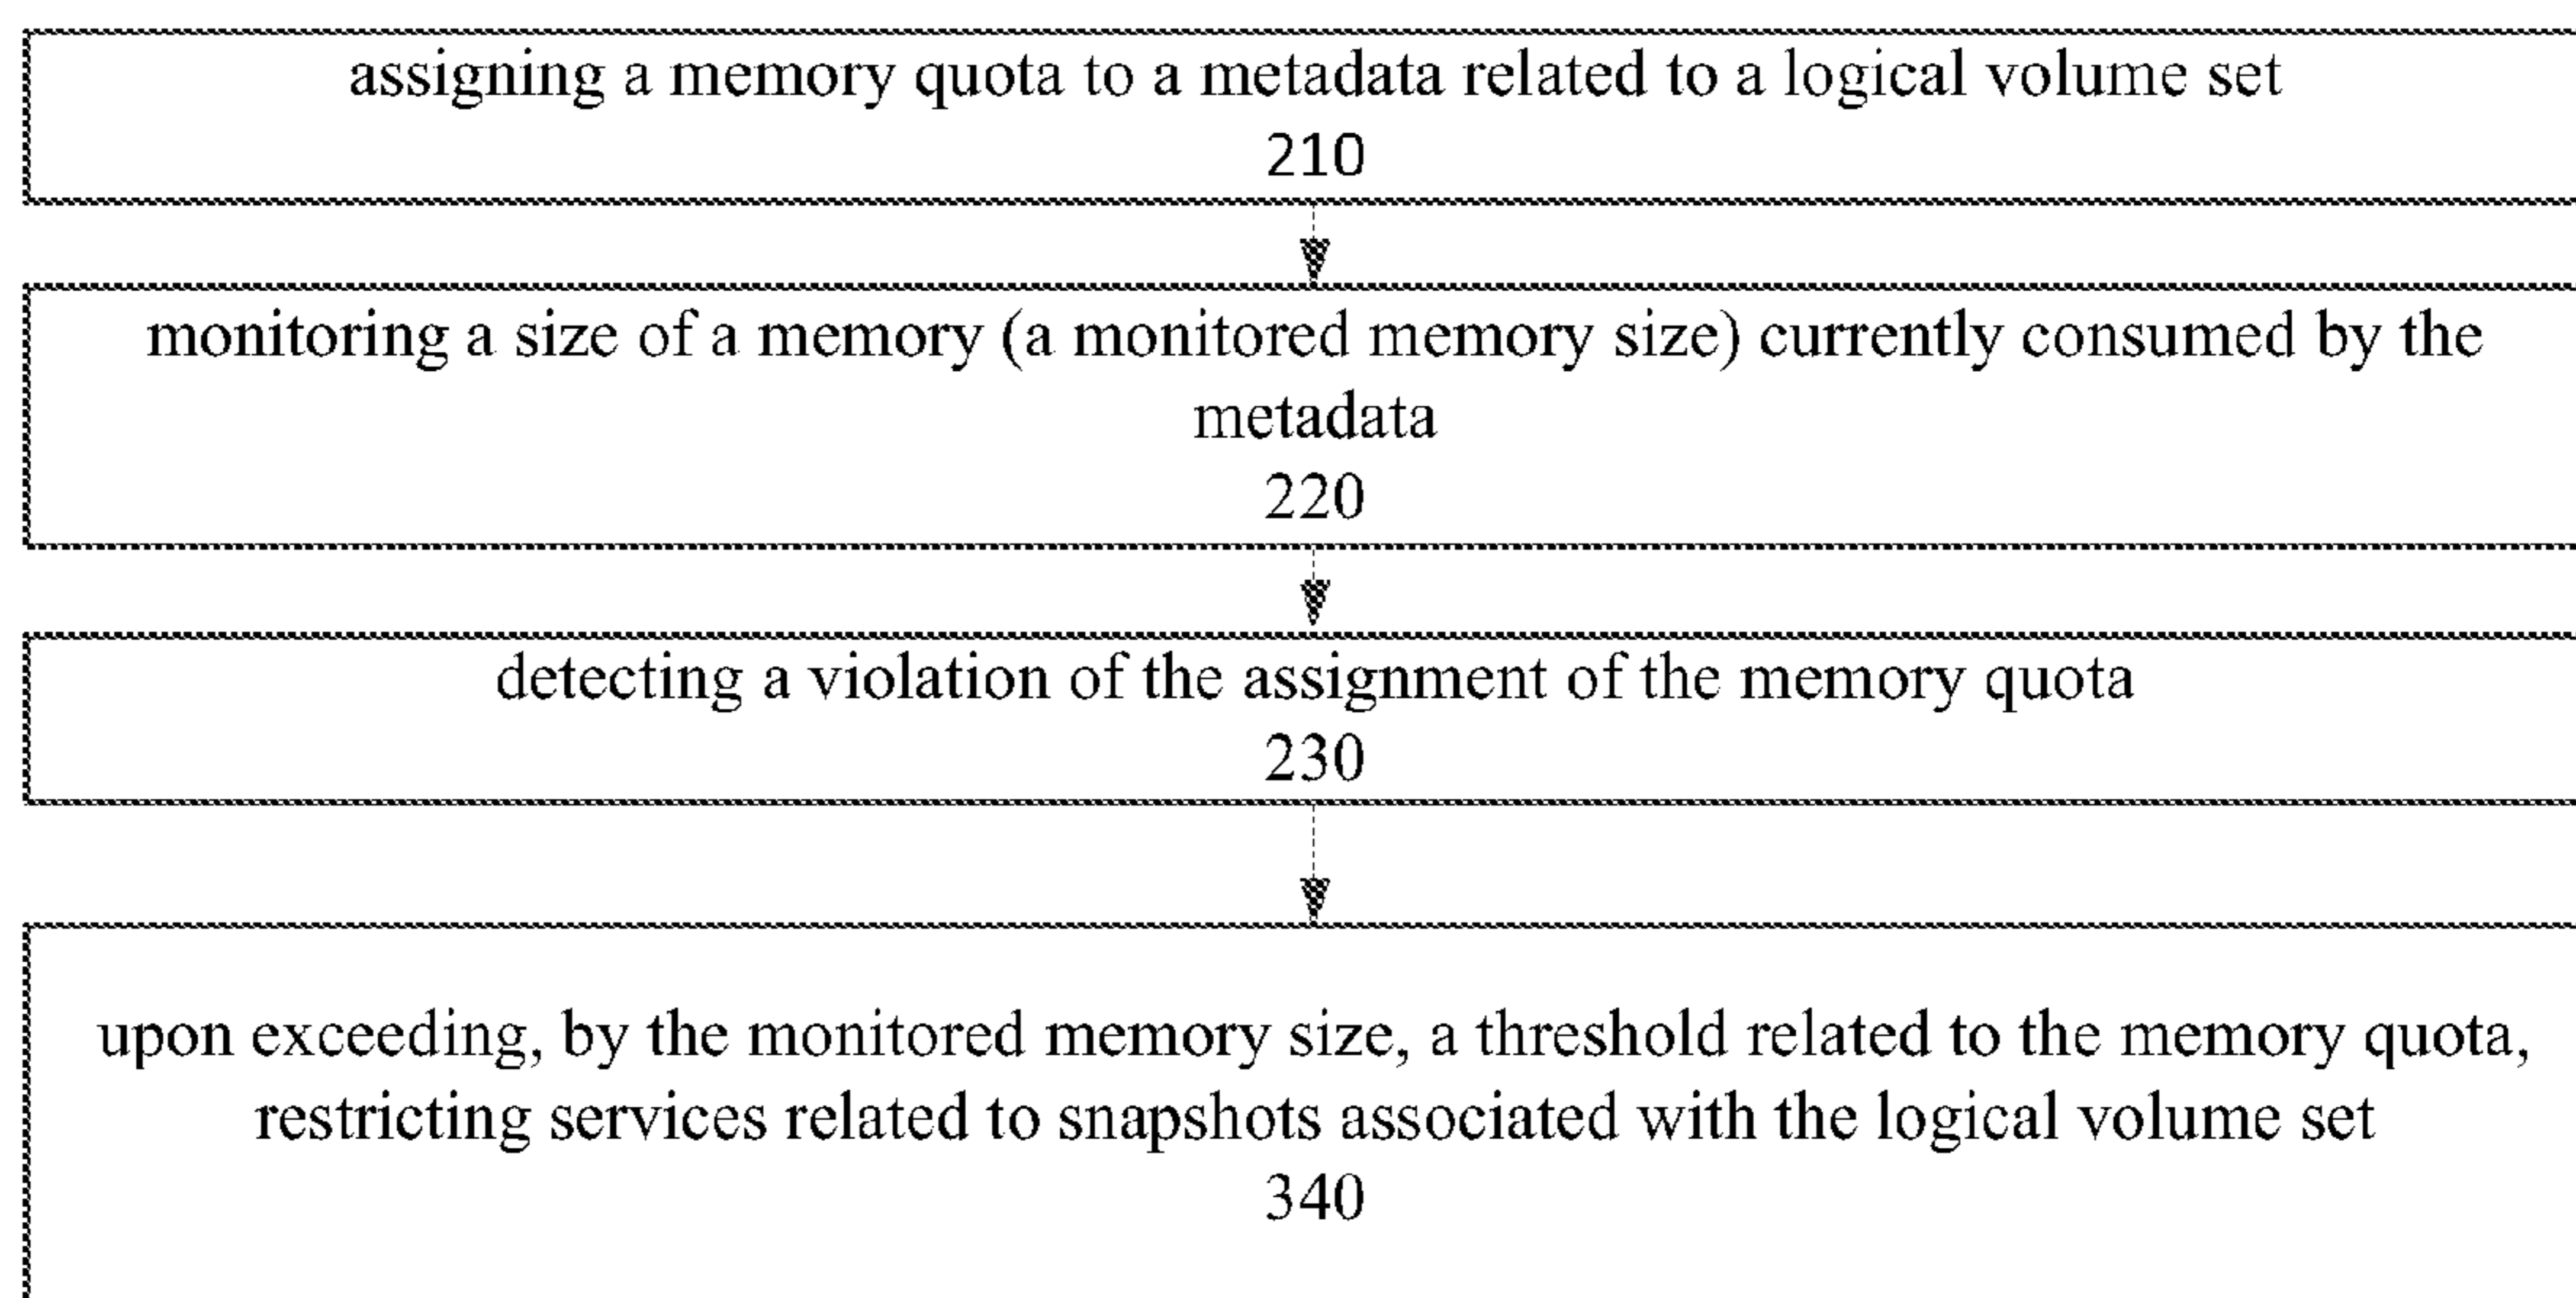 assigning a memory quota to a metadata related to a logical volume set
210
monitoring a size of a memory (a monitored memory size) currently consumed by the
metadata
220
detecting a violation of the assignment of the memory quota
230
upon exceeding, by the monitored memory size, a threshold related to the memory quota,
restricting services related to snapshots associated with the logical volume set
340